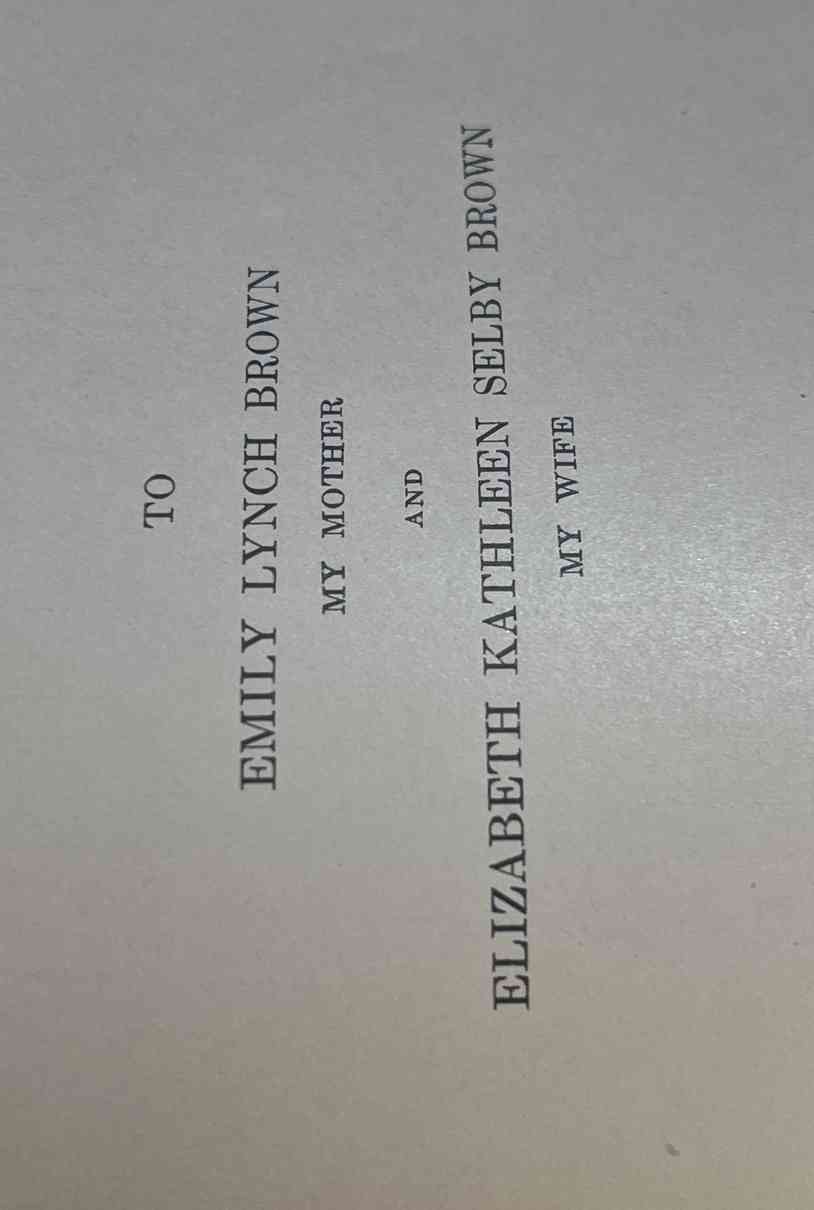 TO
EMILY LYNCH BROWN
MY MOTHER
AND
ELIZABETH KATHLEEN SELBY BROWN
MY WIFE